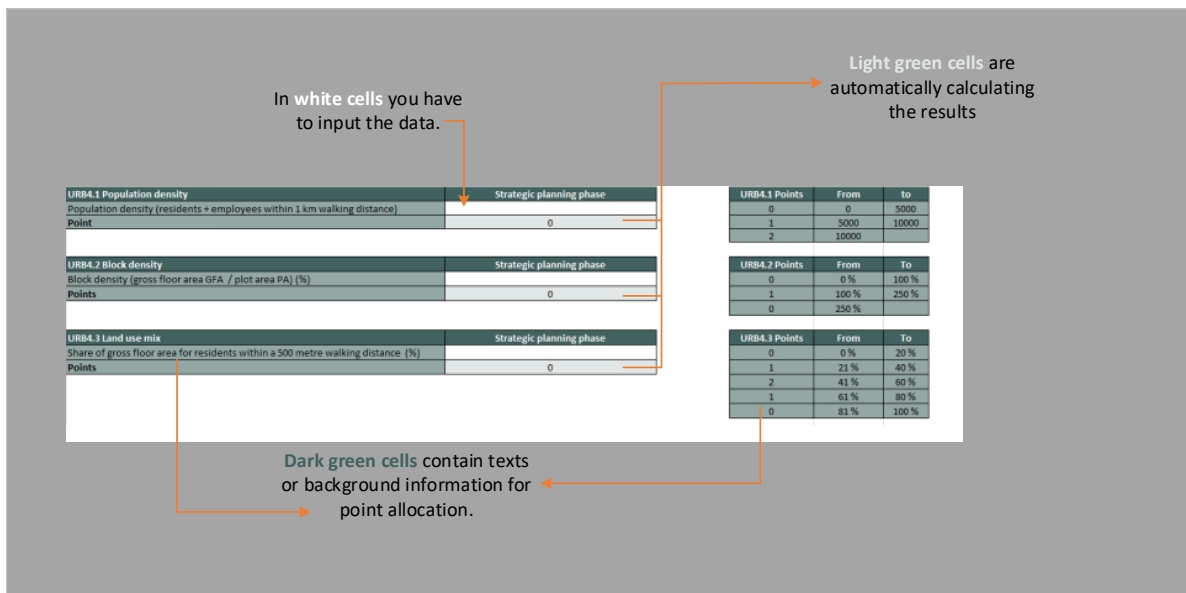 Light green cells are
automatically calculating
the results
In white cells you have
to input the data.
URB4.1 Population density Strategic planning phase
Population density (residents + employees within 1 km walking distance)
Point 0
URB4.1 Points From to
0 0 5000
1 5000 10000
2 10000
URB4.2 Block density Strategic planning phase
Block density (gross floor area GFA / plot area PA) (%)
Points 0
URB4.2 Points From To
0 0 % 100 %
1 100 % 250 %
0 250 %
URB4.3 Land use mix Strategic planning phase
Share of gross floor area for residents within a 500 metre walking distance (%)
Points 0
URB4.3 Points From To
0 0 % 20 %
1 21 % 40 %
2 41 % 60 %
1 61 % 80 %
0 81 % 100 %
Dark green cells contain texts
or background information for
point allocation.